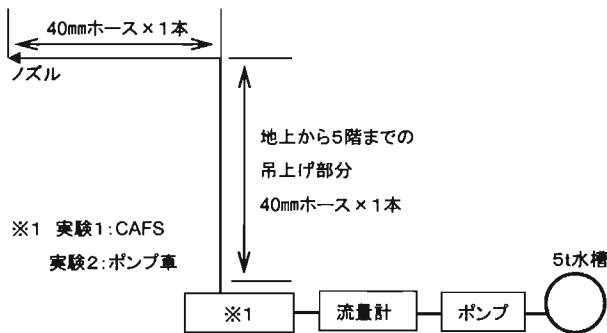 40mmホース×1本
ノズル
地上から5階までの
吊上げ部分
40mmホース×1本
※1 実験1:CAFS
実験2:ポンプ車
5t水槽
※1
流量計
ポンプ